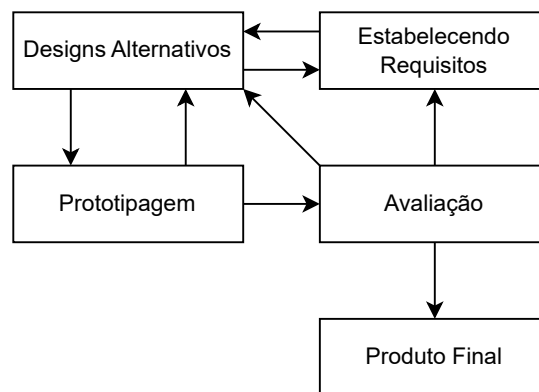 Designs Alternativos
Estabelecendo
Requisitos
Prototipagem
Avaliação
Produto Final